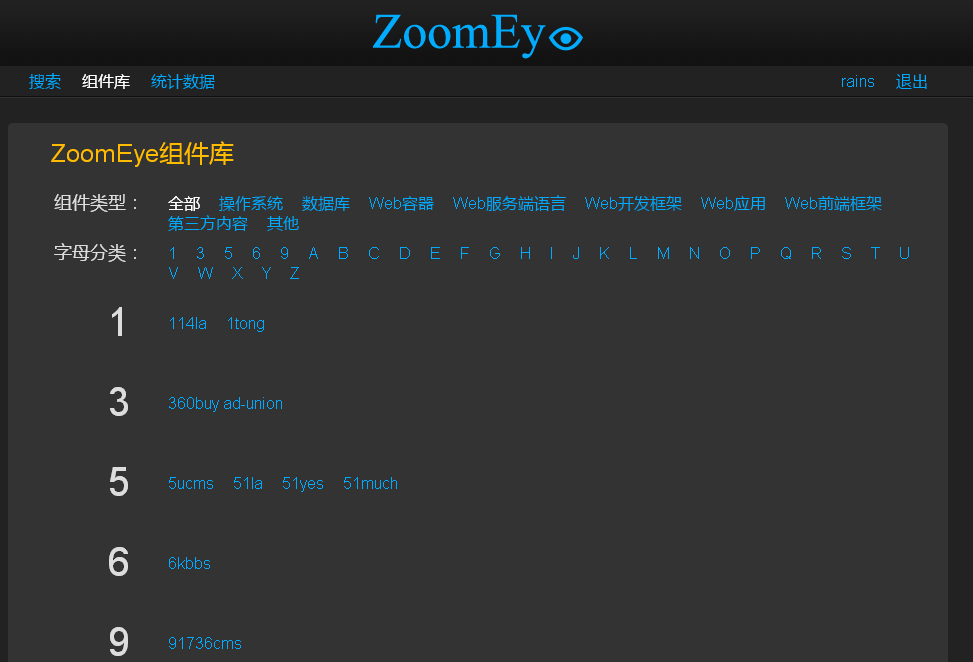 ZoomEye
搜索 组件库 统计数据 rains 退出
ZoomEye组件库
组件类型： 全部 操作系统 数据库 Web容器 Web服务端语言 Web开发框架 Web应用 Web前端框架
第三方内容 其他
字母分类： 1 3 5 6 9 A B C D E F G H I J K L M N O P Q R S T U
V W X Y Z
1 114la 1tong
3 360buy ad-union
5 5ucms 51la 51yes 51much
6 6kbbs
9 91736cms